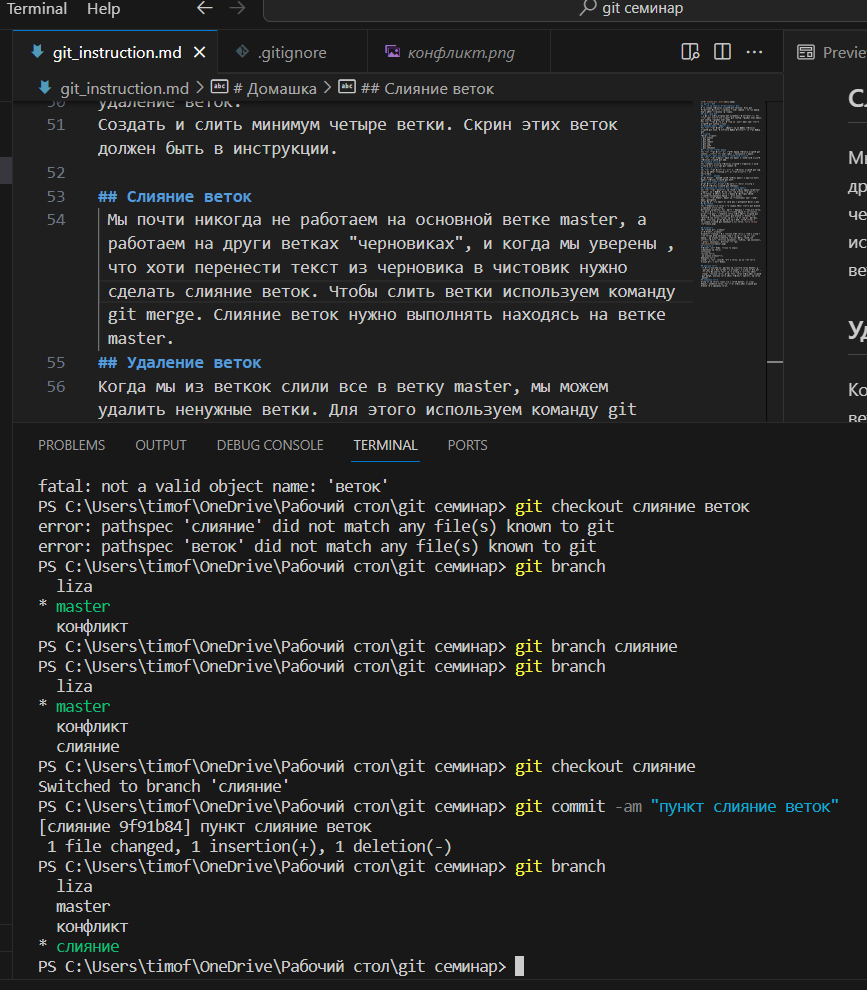 Terminal Help
git семинар
git_instruction.md
.gitignore
конфликт.png
Previe
git_instruction.md > # Домашка > ## Слияние веток
50 удаление веток.
51 Создать и слить минимум четыре ветки. Скрин этих веток
должен быть в инструкции.
52
53 ## Слияние веток
54 Мы почти никогда не работаем на основной ветке master, а
работаем на други ветках "черновиках", и когда мы уверены ,
что хоти перенести текст из черновика в чистовик нужно
сделать слияние веток. Чтобы слить ветки используем команду
git merge. Слияние веток нужно выполнять находясь на ветке
master.
55 ## Удаление веток
56 Когда мы из веткок слили все в ветку master, мы можем
удалить ненужные ветки. Для этого используем команду git
Сл
Мы
др
че
ис
ве
Уд
Ко
ве
PROBLEMS OUTPUT DEBUG CONSOLE TERMINAL PORTS
fatal: not a valid object name: 'веток'
PS C:\Users\timof\OneDrive\Рабочий стол\git семинар> git checkout слияние веток
error: pathspec 'слияние' did not match any file(s) known to git
error: pathspec 'веток' did not match any file(s) known to git
PS C:\Users\timof\OneDrive\Рабочий стол\git семинар> git branch
liza
* master
конфликт
PS C:\Users\timof\OneDrive\Рабочий стол\git семинар> git branch слияние
PS C:\Users\timof\OneDrive\Рабочий стол\git семинар> git branch
liza
* master
конфликт
слияние
PS C:\Users\timof\OneDrive\Рабочий стол\git семинар> git checkout слияние
Switched to branch 'слияние'
PS C:\Users\timof\OneDrive\Рабочий стол\git семинар> git commit -am "пункт слияние веток"
[слияние 9f91b84] пункт слияние веток
1 file changed, 1 insertion(+), 1 deletion(-)
PS C:\Users\timof\OneDrive\Рабочий стол\git семинар> git branch
liza
master
конфликт
* слияние
PS C:\Users\timof\OneDrive\Рабочий стол\git семинар>